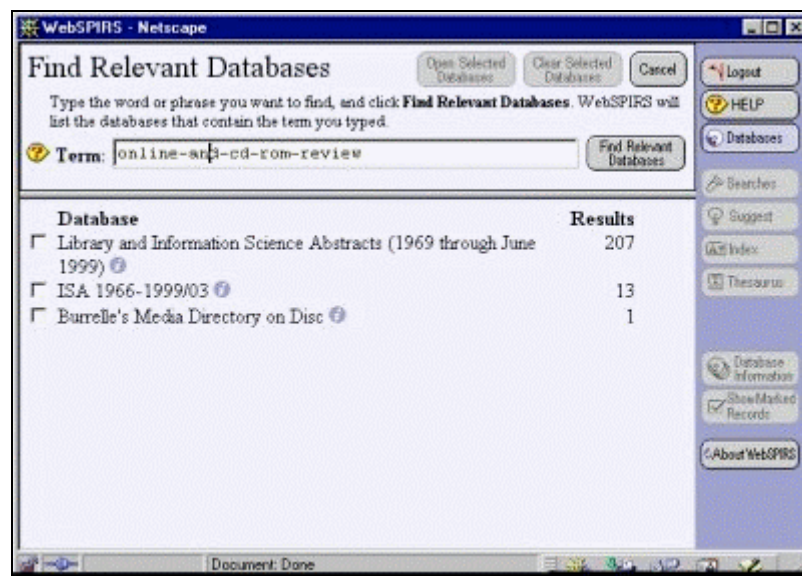 WebSPIRS - Netscape
Find Relevant Databases
Open Selected Databases
Clear Selected Databases
Cancel
Type the word or phrase you want to find, and click Find Relevant Databases. WebSPIRS will
list the databases that contain the term you typed.
Term: online-and-cd-rom-review
Find Relevant Databases
Database Results
Library and Information Science Abstracts (1969 through June 207
1999)
ISA 1966-1999/03 13
Burrelle's Media Directory on Disc 1
Logout
HELP
Databases
Searches
Suggest
Index
Thesaurus
Database
Information
Show Marked
Records
About WebSPIRS
Document: Done